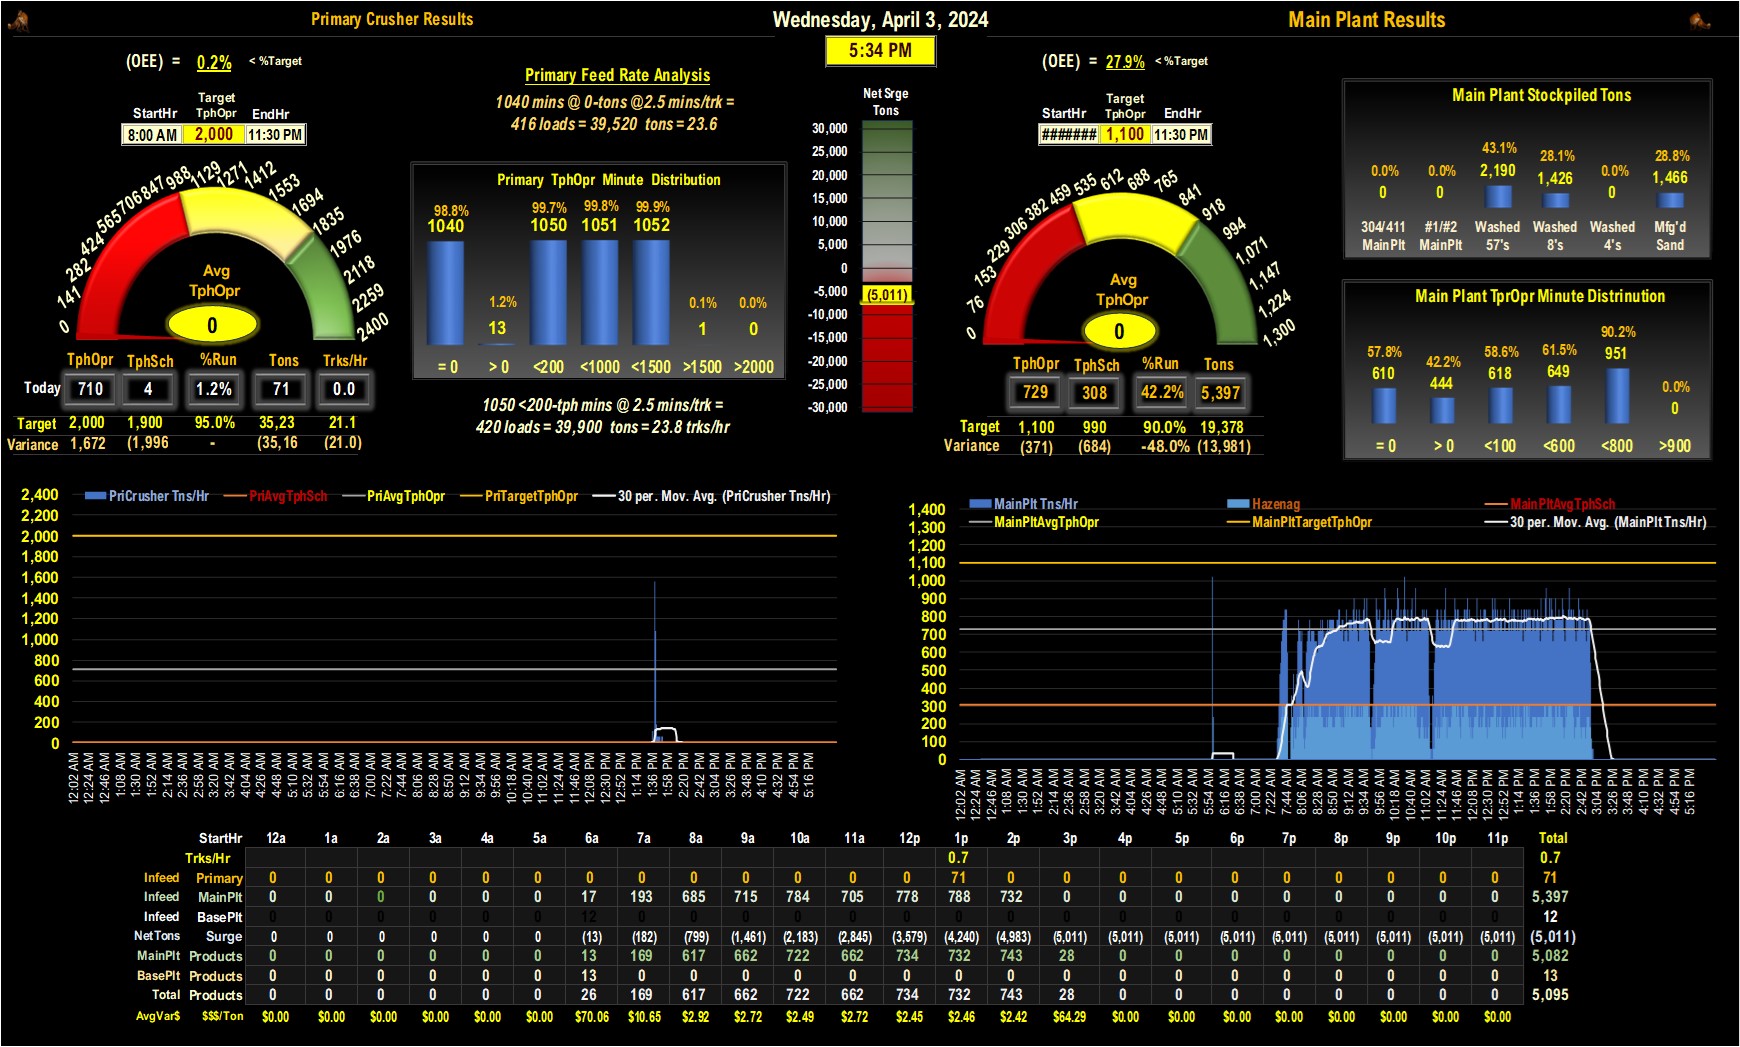 Primary Crusher Results
Wednesday, April 3, 2024
Main Plant Results
5:34 PM
(OEE) = 0.2% < %Target
StartHr Target TphOpr EndHr
8:00 AM 2,000 11:30 PM
0 141 282 424 565 706 847 988 1129 1271 1412 1553 1694 1835 1976 2118 2259 2400
Avg
TphOpr
0
TphOpr TphSch %Run Tons Trks/Hr
Today 710 4 1.2% 71 0.0
Target 2,000 1,900 95.0% 35,23 21.1
Variance 1,672 (1,996 - (35,16 (21.0)
Primary Feed Rate Analysis
1040 mins @ 0-tons @2.5 mins/trk =
416 loads = 39,520 tons = 23.6
Primary TphOpr Minute Distribution
98.8% 99.7% 99.8% 99.9%
1040 1050 1051 1052
1.2% 0.1% 0.0%
13 1 0
= 0 > 0 <200 <1000 <1500 >1500 >2000
1050 <200-tph mins @ 2.5 mins/trk =
420 loads = 39,900 tons = 23.8 trks/hr
Net Srge
Tons
30,000
25,000
20,000
15,000
10,000
5,000
0
-5,000
(5,011)
-10,000
-15,000
-20,000
-25,000
-30,000
(OEE) = 27.9% < %Target
StartHr Target TphOpr EndHr
####### 1,100 11:30 PM
0 76 153 229 306 382 459 535 612 688 765 841 918 994 1,071 1,147 1,224 1,300
Avg
TphOpr
0
TphOpr TphSch %Run Tons
729 308 42.2% 5,397
Target 1,100 990 90.0% 19,378
Variance (371) (684) -48.0% (13,981)
Main Plant Stockpiled Tons
0.0% 0.0% 43.1% 28.1% 0.0% 28.8%
0 0 2,190 1,426 0 1,466
304/411 #1/#2 Washed Washed Washed Mfg'd
MainPlt MainPlt 57's 8's 4's Sand
Main Plant TprOpr Minute Distrinution
57.8% 42.2% 58.6% 61.5% 90.2% 0.0%
610 444 618 649 951 0
= 0 > 0 <100 <600 <800 >900
PriCrusher Tns/Hr PriAvgTphSch PriAvgTphOpr PriTargetTphOpr 30 per. Mov. Avg. (PriCrusher Tns/Hr)
2,400
2,200
2,000
1,800
1,600
1,400
1,200
1,000
800
600
400
200
0
12:02 AM 12:24 AM 12:46 AM 1:08 AM 1:30 AM 1:52 AM 2:14 AM 2:36 AM 2:58 AM 3:20 AM 3:42 AM 4:04 AM 4:26 AM 4:48 AM 5:10 AM 5:32 AM 5:54 AM 6:16 AM 6:38 AM 7:00 AM 7:22 AM 7:44 AM 8:06 AM 8:28 AM 8:50 AM 9:12 AM 9:34 AM 9:56 AM 10:18 AM 10:40 AM 11:02 AM 11:24 AM 11:46 AM 12:08 PM 12:30 PM 12:52 PM 1:14 PM 1:36 PM 1:58 PM 2:20 PM 2:42 PM 3:04 PM 3:26 PM 3:48 PM 4:10 PM 4:32 PM 4:54 PM 5:16 PM
MainPlt Tns/Hr Hazenag MainPltAvgTphSch
MainPltAvgTphOpr MainPltTargetTphOpr 30 per. Mov. Avg. (MainPlt Tns/Hr)
1,400
1,300
1,200
1,100
1,000
900
800
700
600
500
400
300
200
100
0
12:02 AM 12:24 AM 12:46 AM 1:08 AM 1:30 AM 1:52 AM 2:14 AM 2:36 AM 2:58 AM 3:20 AM 3:42 AM 4:04 AM 4:26 AM 4:48 AM 5:10 AM 5:32 AM 5:54 AM 6:16 AM 6:38 AM 7:00 AM 7:22 AM 7:44 AM 8:06 AM 8:28 AM 8:50 AM 9:12 AM 9:34 AM 9:56 AM 10:18 AM 10:40 AM 11:02 AM 11:24 AM 11:46 AM 12:08 PM 12:30 PM 12:52 PM 1:14 PM 1:36 PM 1:58 PM 2:20 PM 2:42 PM 3:04 PM 3:26 PM 3:48 PM 4:10 PM 4:32 PM 4:54 PM 5:16 PM
StartHr 12a 1a 2a 3a 4a 5a 6a 7a 8a 9a 10a 11a 12p 1p 2p 3p 4p 5p 6p 7p 8p 9p 10p 11p Total
Trks/Hr 0.7 0.7
Infeed Primary 0 0 0 0 0 0 0 0 0 0 0 0 0 71 0 0 0 0 0 0 0 0 0 0 71
Infeed MainPlt 0 0 0 0 0 0 17 193 685 715 784 705 778 788 732 5,397
Infeed BasePlt 0 0 0 0 0 0 12 0 0 0 0 0 0 0 0 0 0 0 0 0 0 0 0 0 12
NetTons Surge 0 0 0 0 0 0 (13) (182) (799) (1,461) (2,183) (2,845) (3,579) (4,240) (4,983) (5,011) (5,011) (5,011) (5,011) (5,011) (5,011) (5,011) (5,011) (5,011) (5,011)
MainPlt Products 0 0 0 0 0 0 13 169 617 662 722 662 734 732 743 28 0 0 0 0 0 0 0 0 5,082
BasePlt Products 0 0 0 0 0 0 13 0 0 0 0 0 0 0 0 0 0 0 0 0 0 0 0 0 13
Total Products 0 0 0 0 0 0 26 169 617 662 722 662 734 732 743 28 0 0 0 0 0 0 0 0 5,095
AvgVar$ $$$/Ton $0.00 $0.00 $0.00 $0.00 $0.00 $0.00 $70.06 $10.65 $2.92 $2.72 $2.49 $2.72 $2.45 $2.46 $2.42 $64.29 $0.00 $0.00 $0.00 $0.00 $0.00 $0.00 $0.00 $0.00